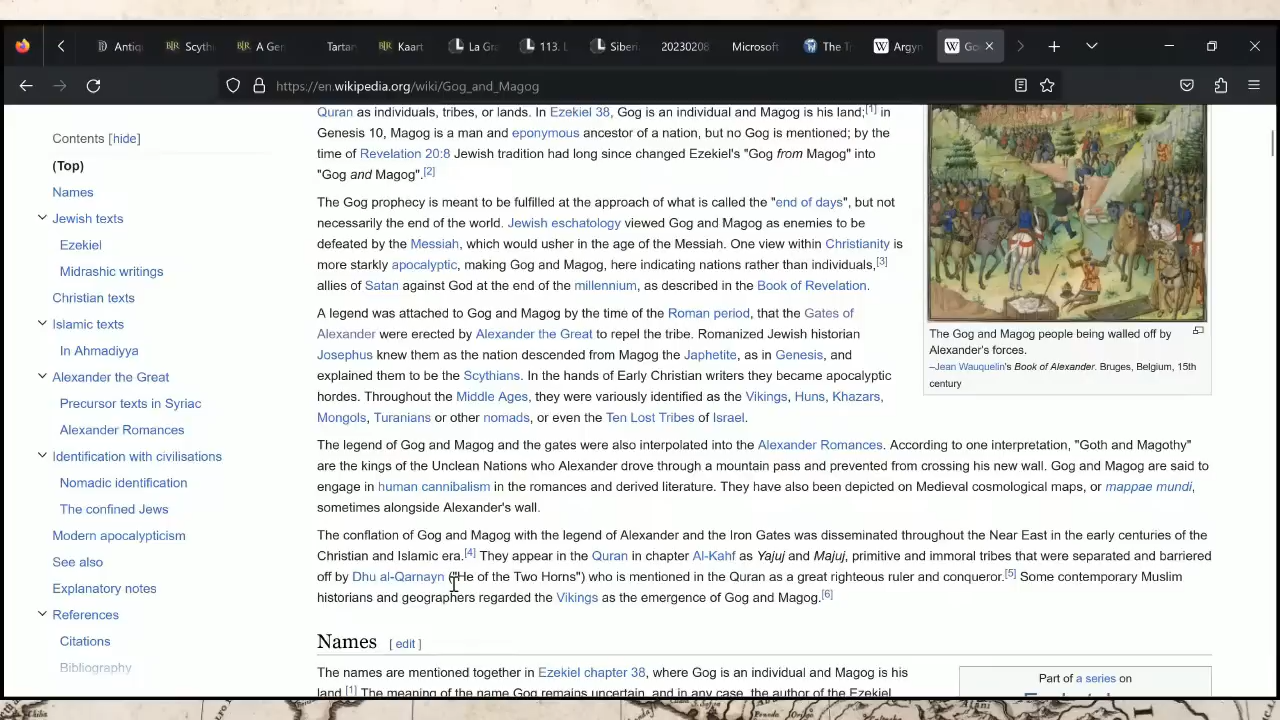 Antiq
Scyth
A Gen
Tartar
Kaart
La Gra
113. L
Siberi
20230208
Microsoft
The T
W Argyn
W Go
https://en.wikipedia.org/wiki/Gog_and_Magog
Contents [hide]
(Top)
Names
Jewish texts
Ezekiel
Midrashic writings
Christian texts
Islamic texts
In Ahmadiyya
Alexander the Great
Precursor texts in Syriac
Alexander Romances
Identification with civilisations
Nomadic identification
The confined Jews
Modern apocalypticism
See also
Explanatory notes
References
Citations
Bibliography
Quran as individuals, tribes, or lands. In Ezekiel 38, Gog is an individual and Magog is his land;[1] in
Genesis 10, Magog is a man and eponymous ancestor of a nation, but no Gog is mentioned; by the
time of Revelation 20:8 Jewish tradition had long since changed Ezekiel's "Gog from Magog" into
"Gog and Magog".[2]
The Gog prophecy is meant to be fulfilled at the approach of what is called the "end of days", but not
necessarily the end of the world. Jewish eschatology viewed Gog and Magog as enemies to be
defeated by the Messiah, which would usher in the age of the Messiah. One view within Christianity is
more starkly apocalyptic, making Gog and Magog, here indicating nations rather than individuals,[3]
allies of Satan against God at the end of the millennium, as described in the Book of Revelation.
A legend was attached to Gog and Magog by the time of the Roman period, that the Gates of
Alexander were erected by Alexander the Great to repel the tribe. Romanized Jewish historian
Josephus knew them as the nation descended from Magog the Japhetite, as in Genesis, and
explained them to be the Scythians. In the hands of Early Christian writers they became apocalyptic
hordes. Throughout the Middle Ages, they were variously identified as the Vikings, Huns, Khazars,
Mongols, Turanians or other nomads, or even the Ten Lost Tribes of Israel.
The Gog and Magog people being walled off by
Alexander's forces.
–Jean Wauquelin's Book of Alexander. Bruges, Belgium, 15th
century
The legend of Gog and Magog and the gates were also interpolated into the Alexander Romances. According to one interpretation, "Goth and Magothy"
are the kings of the Unclean Nations who Alexander drove through a mountain pass and prevented from crossing his new wall. Gog and Magog are said to
engage in human cannibalism in the romances and derived literature. They have also been depicted on Medieval cosmological maps, or mappae mundi,
sometimes alongside Alexander's wall.
The conflation of Gog and Magog with the legend of Alexander and the Iron Gates was disseminated throughout the Near East in the early centuries of the
Christian and Islamic era.[4] They appear in the Quran in chapter Al-Kahf as Yajuj and Majuj, primitive and immoral tribes that were separated and barriered
off by Dhu al-Qarnayn ("He of the Two Horns") who is mentioned in the Quran as a great righteous ruler and conqueror.[5] Some contemporary Muslim
historians and geographers regarded the Vikings as the emergence of Gog and Magog.[6]
Names [ edit ]
The names are mentioned together in Ezekiel chapter 38, where Gog is an individual and Magog is his
land.[1] The meaning of the name Gog remains uncertain, and in any case, the author of the Ezekiel
Part of a series on
Alani